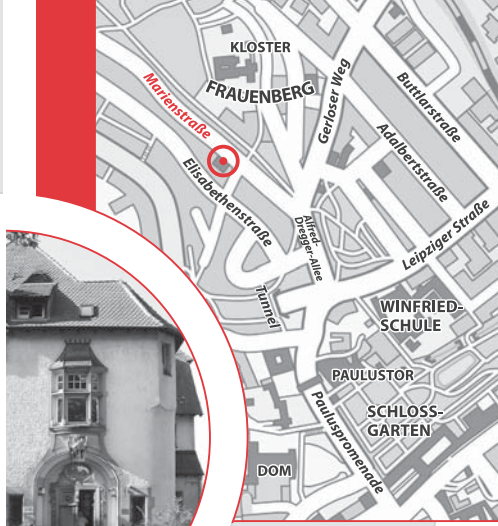 KLOSTER
FRAUENBERG
Marienstraße
Gerloser Weg
Buttlarstraße
Adalbertstraße
Elisabethenstraße
Alfred-
Dregger-Allee
Leipziger Straße
Tunnel
WINFRIED-
SCHULE
PAULUSTOR
SCHLOSS-
GARTEN
Pauluspromenade
DOM